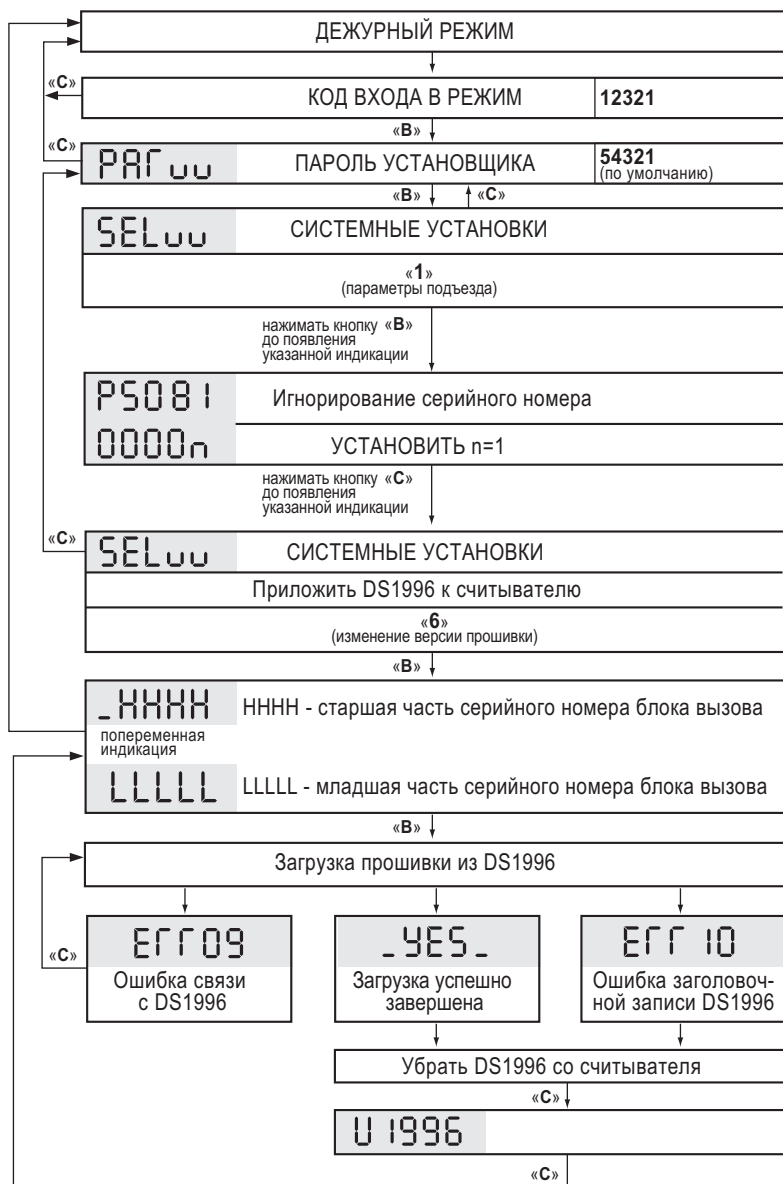 ДЕЖУРНЫЙ РЕЖИМ
«С»
КОД ВХОДА В РЕЖИМ 12321
«В»
«С»
PAГuu ПАРОЛЬ УСТАНОВЩИКА 54321
(по умолчанию)
«В» «С»
SELuu СИСТЕМНЫЕ УСТАНОВКИ
«1»
(параметры подъезда)
нажимать кнопку «В»
до появления
указанной индикации
PS081 Игнорирование серийного номера
0000n УСТАНОВИТЬ n=1
нажимать кнопку «С»
до появления
указанной индикации
«С»
SELuu СИСТЕМНЫЕ УСТАНОВКИ
Приложить DS1996 к считывателю
«6»
(изменение версии прошивки)
«В»
_HHHH HHHH - старшая часть серийного номера блока вызова
попеременная
индикация
LLLLL LLLLL - младшая часть серийного номера блока вызова
«В»
Загрузка прошивки из DS1996
«С»
EГГ09 _YES_ EГГ10
Ошибка связи Загрузка успешно Ошибка заголовоч-
с DS1996 завершена ной записи DS1996
Убрать DS1996 со считывателя
«С»
U1996
«С»